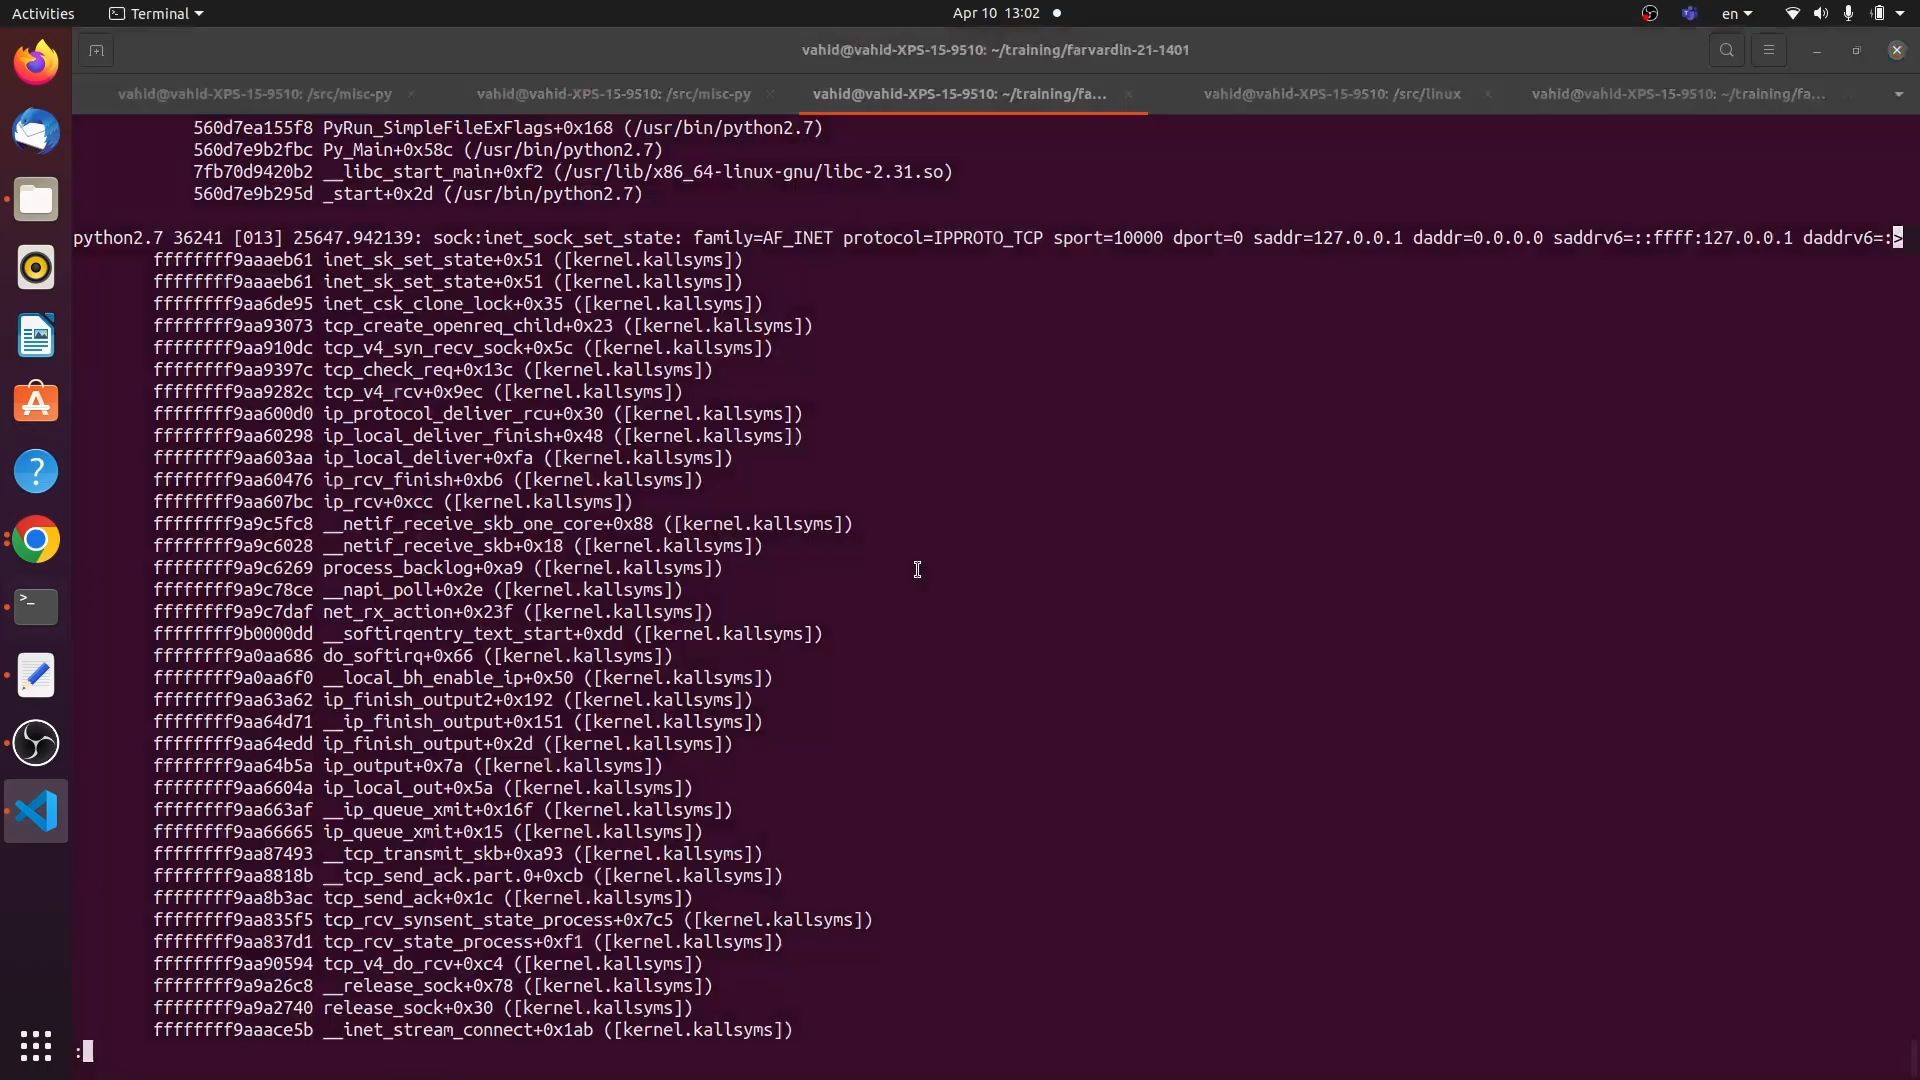 Activities
Terminal
Apr 10 13:02
en
vahid@vahid-XPS-15-9510: ~/training/farvardin-21-1401
vahid@vahid-XPS-15-9510: /src/misc-py
vahid@vahid-XPS-15-9510: /src/misc-py
vahid@vahid-XPS-15-9510: ~/training/fa...
vahid@vahid-XPS-15-9510: /src/linux
vahid@vahid-XPS-15-9510: ~/training/fa...
560d7ea155f8 PyRun_SimpleFileExFlags+0x168 (/usr/bin/python2.7)
560d7e9b2fbc Py_Main+0x58c (/usr/bin/python2.7)
7fb70d9420b2 __libc_start_main+0xf2 (/usr/lib/x86_64-linux-gnu/libc-2.31.so)
560d7e9b295d _start+0x2d (/usr/bin/python2.7)
python2.7 36241 [013] 25647.942139: sock:inet_sock_set_state: family=AF_INET protocol=IPPROTO_TCP sport=10000 dport=0 saddr=127.0.0.1 daddr=0.0.0.0 saddrv6=::ffff:127.0.0.1 daddrv6=:>
ffffffff9aaaeb61 inet_sk_set_state+0x51 ([kernel.kallsyms])
ffffffff9aaaeb61 inet_sk_set_state+0x51 ([kernel.kallsyms])
ffffffff9aa6de95 inet_csk_clone_lock+0x35 ([kernel.kallsyms])
ffffffff9aa93073 tcp_create_openreq_child+0x23 ([kernel.kallsyms])
ffffffff9aa910dc tcp_v4_syn_recv_sock+0x5c ([kernel.kallsyms])
ffffffff9aa9397c tcp_check_req+0x13c ([kernel.kallsyms])
ffffffff9aa9282c tcp_v4_rcv+0x9ec ([kernel.kallsyms])
ffffffff9aa600d0 ip_protocol_deliver_rcu+0x30 ([kernel.kallsyms])
ffffffff9aa60298 ip_local_deliver_finish+0x48 ([kernel.kallsyms])
ffffffff9aa603aa ip_local_deliver+0xfa ([kernel.kallsyms])
ffffffff9aa60476 ip_rcv_finish+0xb6 ([kernel.kallsyms])
ffffffff9aa607bc ip_rcv+0xcc ([kernel.kallsyms])
ffffffff9a9c5fc8 __netif_receive_skb_one_core+0x88 ([kernel.kallsyms])
ffffffff9a9c6028 __netif_receive_skb+0x18 ([kernel.kallsyms])
ffffffff9a9c6269 process_backlog+0xa9 ([kernel.kallsyms])
ffffffff9a9c78ce __napi_poll+0x2e ([kernel.kallsyms])
ffffffff9a9c7daf net_rx_action+0x23f ([kernel.kallsyms])
ffffffff9b0000dd __softirqentry_text_start+0xdd ([kernel.kallsyms])
ffffffff9a0aa686 do_softirq+0x66 ([kernel.kallsyms])
ffffffff9a0aa6f0 __local_bh_enable_ip+0x50 ([kernel.kallsyms])
ffffffff9aa63a62 ip_finish_output2+0x192 ([kernel.kallsyms])
ffffffff9aa64d71 __ip_finish_output+0x151 ([kernel.kallsyms])
ffffffff9aa64edd ip_finish_output+0x2d ([kernel.kallsyms])
ffffffff9aa64b5a ip_output+0x7a ([kernel.kallsyms])
ffffffff9aa6604a ip_local_out+0x5a ([kernel.kallsyms])
ffffffff9aa663af __ip_queue_xmit+0x16f ([kernel.kallsyms])
ffffffff9aa66665 ip_queue_xmit+0x15 ([kernel.kallsyms])
ffffffff9aa87493 __tcp_transmit_skb+0xa93 ([kernel.kallsyms])
ffffffff9aa8818b __tcp_send_ack.part.0+0xcb ([kernel.kallsyms])
ffffffff9aa8b3ac tcp_send_ack+0x1c ([kernel.kallsyms])
ffffffff9aa835f5 tcp_rcv_synsent_state_process+0x7c5 ([kernel.kallsyms])
ffffffff9aa837d1 tcp_rcv_state_process+0xf1 ([kernel.kallsyms])
ffffffff9aa90594 tcp_v4_do_rcv+0xc4 ([kernel.kallsyms])
ffffffff9a9a26c8 __release_sock+0x78 ([kernel.kallsyms])
ffffffff9a9a2740 release_sock+0x30 ([kernel.kallsyms])
ffffffff9aaace5b __inet_stream_connect+0x1ab ([kernel.kallsyms])
: